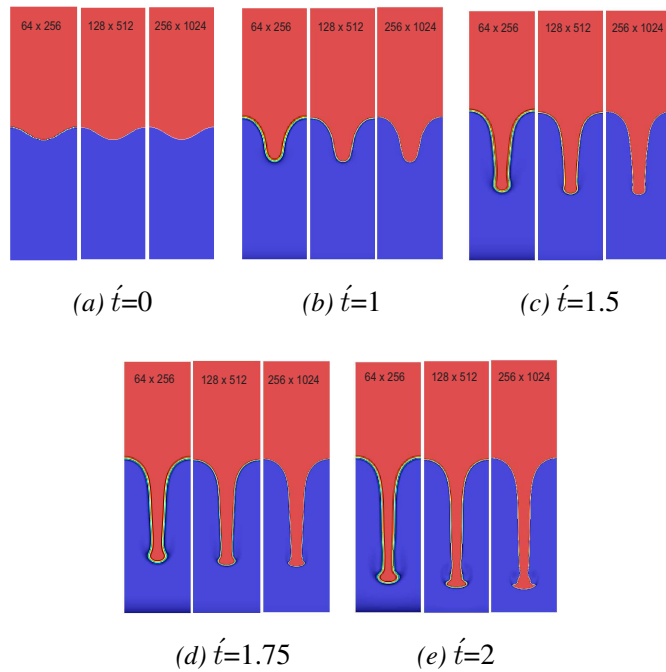 64 x 256 128 x 512 256 x 1024 64 x 256 128 x 512 256 x 1024 64 x 256 128 x 512 256 x 1024
(a) t́=0 (b) t́=1 (c) t́=1.5
64 x 256 128 x 512 256 x 1024 64 x 256 128 x 512 256 x 1024
(d) t́=1.75 (e) t́=2